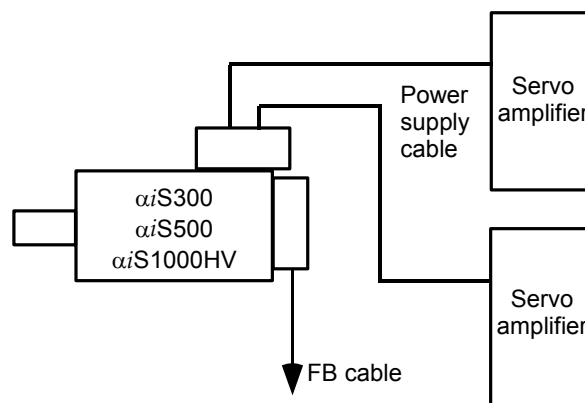 Servo
amplifier
Power
supply
cable
αiS300
αiS500
αiS1000HV
Servo
amplifier
FB cable